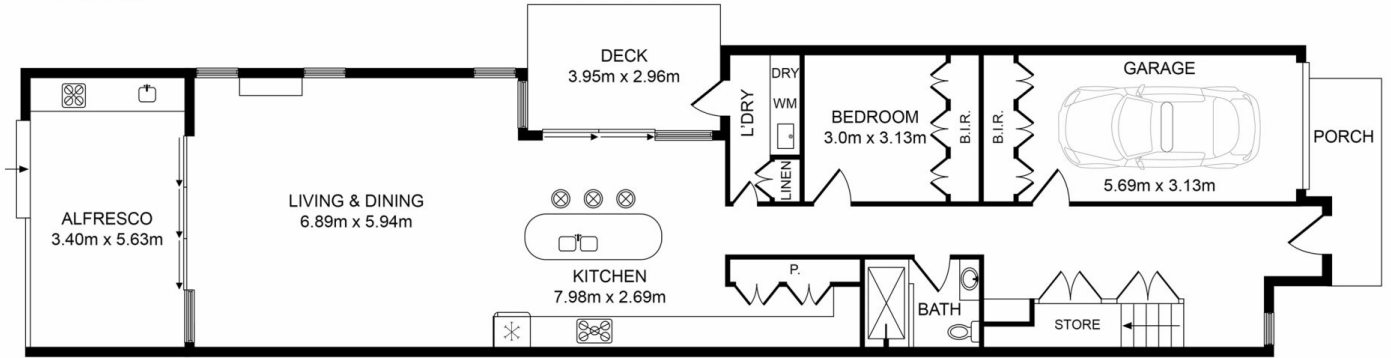 DECK
3.95m x 2.96m
DRY
WM
L'DRY
LINEN
BEDROOM
3.0m x 3.13m
B.I.R.
B.I.R.
GARAGE
5.69m x 3.13m
PORCH
ALFRESCO
3.40m x 5.63m
LIVING & DINING
6.89m x 5.94m
KITCHEN
7.98m x 2.69m
P.
BATH
STORE